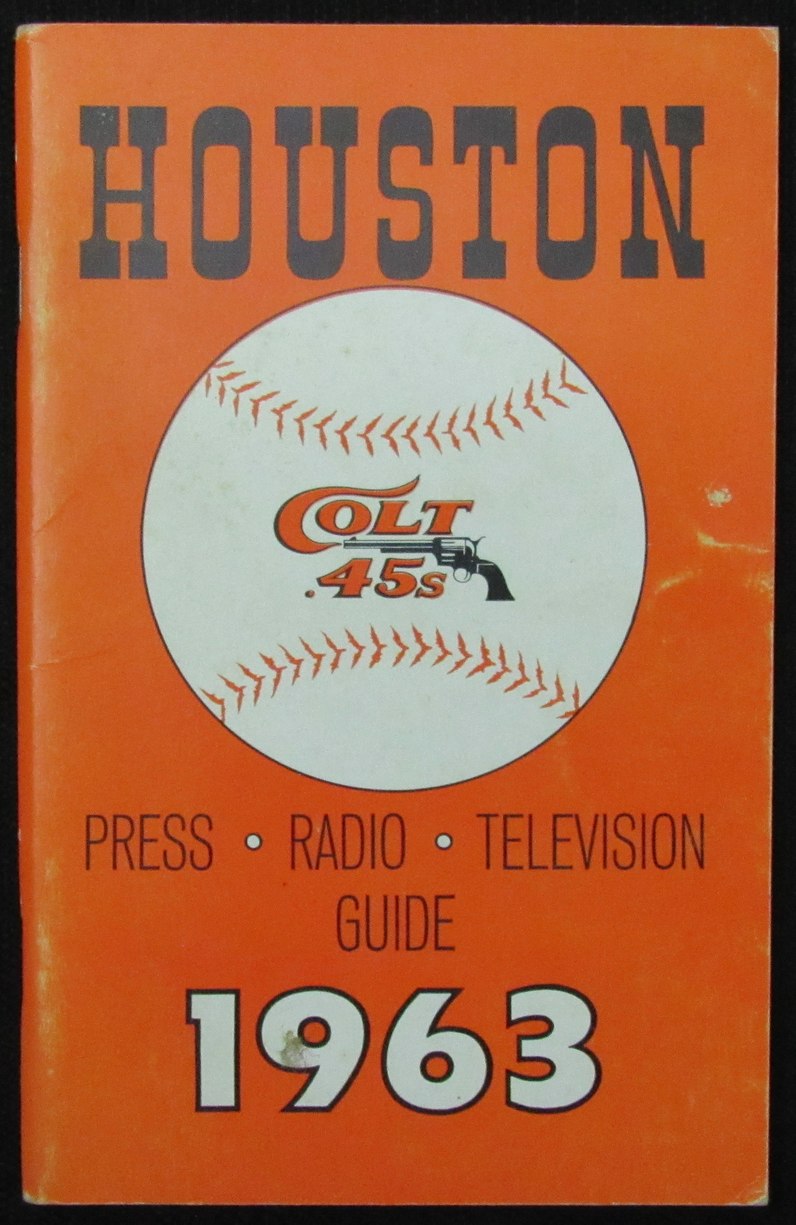 HOUSTON
COLT
.45s
PRESS • RADIO • TELEVISION
GUIDE
1963